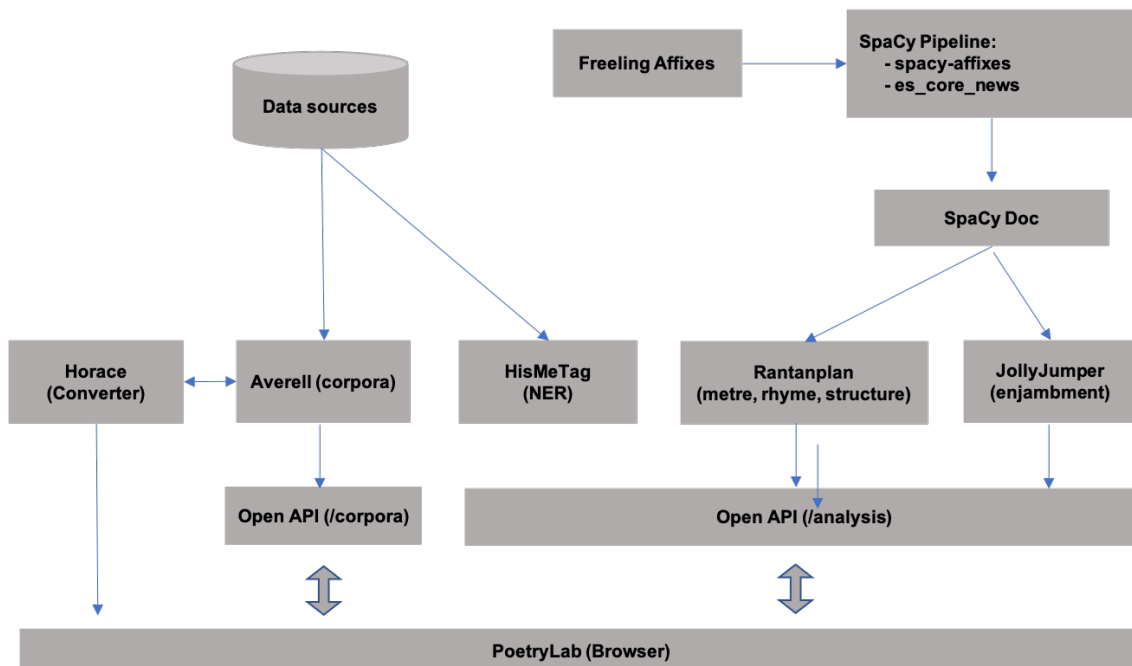 Freeling Affixes
SpaCy Pipeline:
- spacy-affixes
- es_core_news
Data sources
SpaCy Doc
Horace
(Converter)
Averell (corpora)
HisMeTag
(NER)
Rantanplan
(metre, rhyme, structure)
JollyJumper
(enjambment)
Open API (/corpora)
Open API (/analysis)
PoetryLab (Browser)